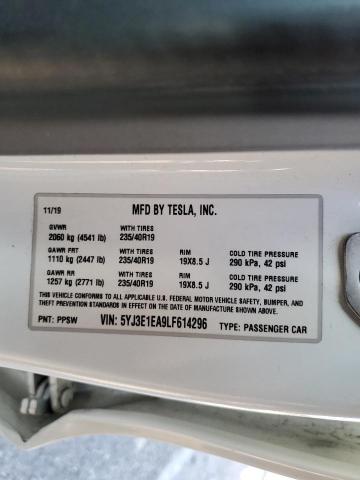 11/19 MFD BY TESLA, INC.
GVWR WITH TIRES
2060 kg (4541 lb) 235/40R19
GAWR FRT WITH TIRES RIM COLD TIRE PRESSURE
1110 kg (2447 lb) 235/40R19 19X8.5 J 290 kPa, 42 psi
GAWR RR WITH TIRES RIM COLD TIRE PRESSURE
1257 kg (2771 lb) 235/40R19 19X8.5 J 290 kPa, 42 psi
THIS VEHICLE CONFORMS TO ALL APPLICABLE U.S. FEDERAL MOTOR VEHICLE SAFETY, BUMPER, AND
THEFT PREVENTION STANDARDS IN EFFECT ON THE DATE OF MANUFACTURE SHOWN ABOVE.
PNT: PPSW VIN: 5YJ3E1EA9LF614296 TYPE: PASSENGER CAR